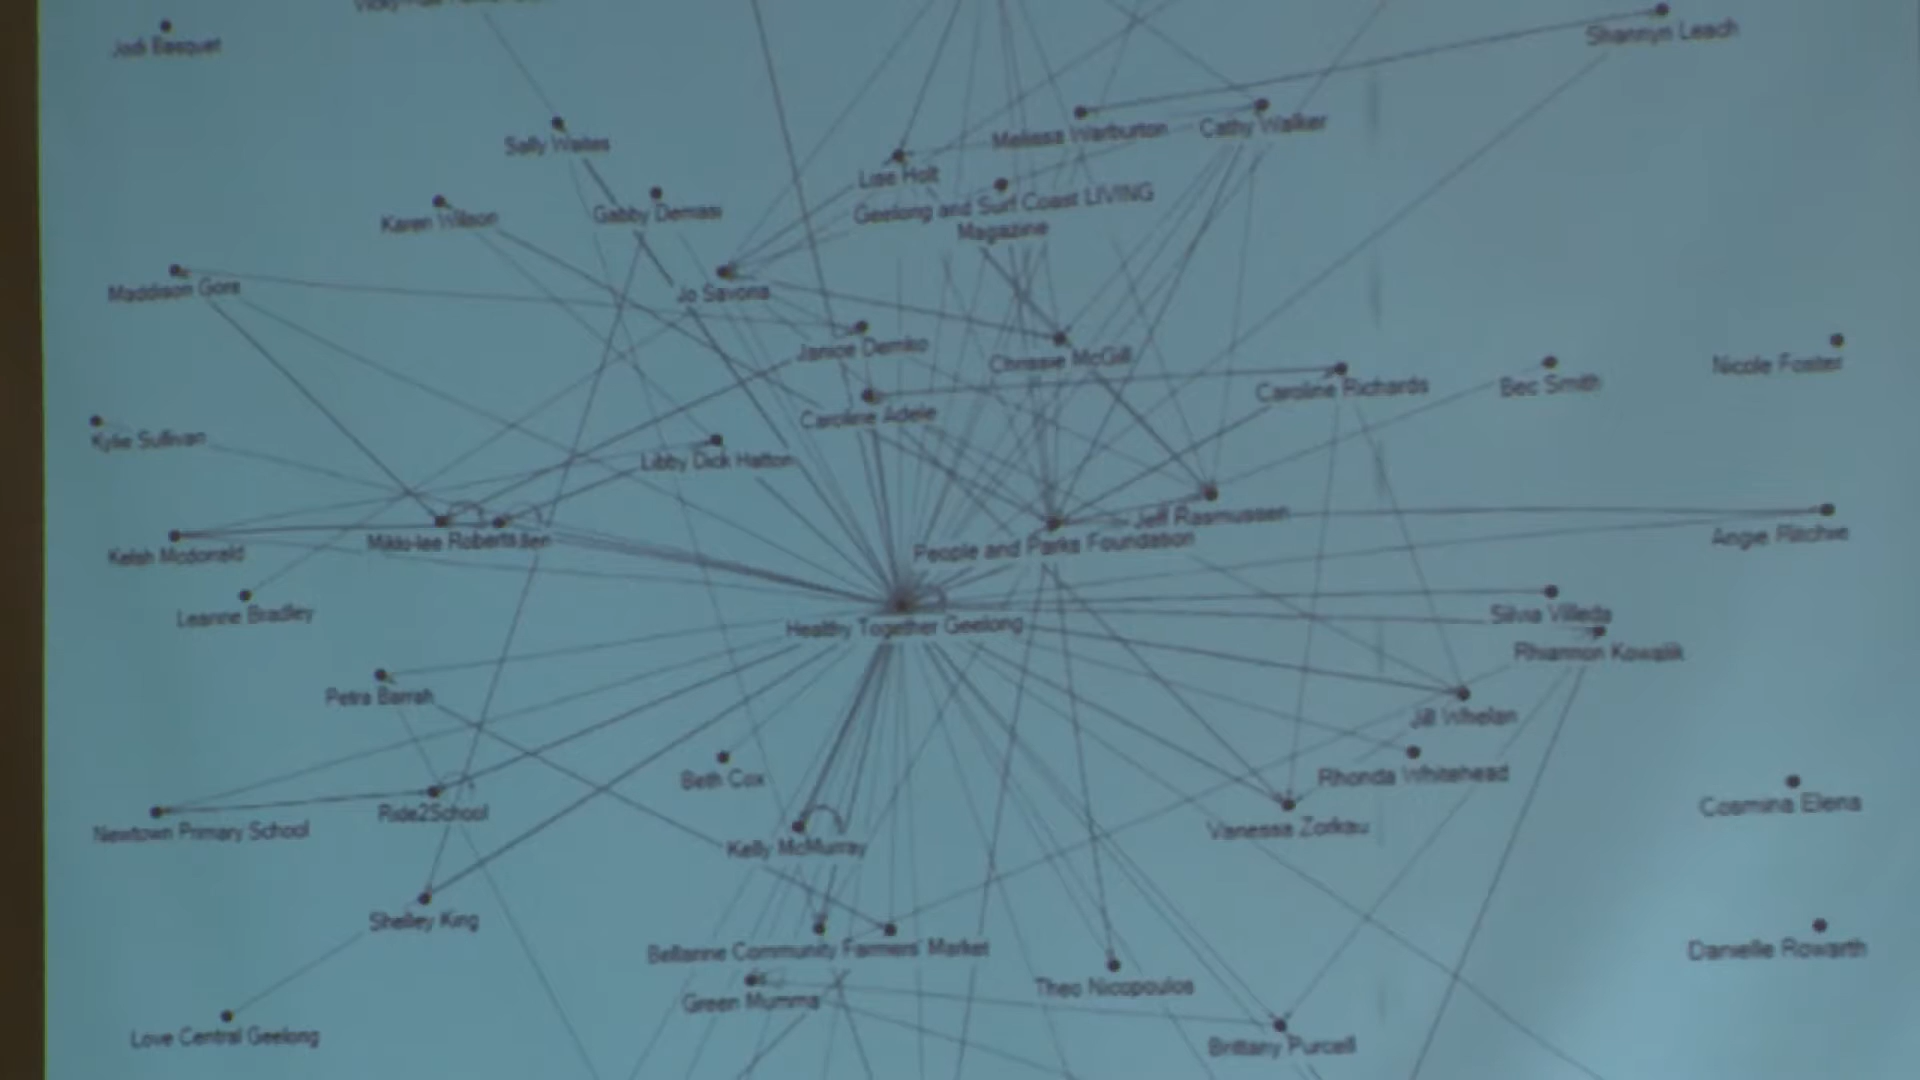 Jodi Basquet
Shannyn Leach
Sally Waites
Melissa Warburton
Cathy Walker
Lise Holt
Karen Wilson
Gabby Demasi
Geelong and Surf Coast LIVING
Magazine
Maddison Gore
Jo Savona
Janice Demko
Chrissie McGill
Nicole Foster
Caroline Richards
Bec Smith
Caroline Adele
Kylie Sullivan
Libby Dick Hatton
Jeff Rasmussen
Kelsh Mcdonald
Mikki-lee Roberts
People and Parks Foundation
Angie Ritchie
Leanne Bradley
Healthy Together Geelong
Silvia Villeda
Rhiannon Kowalik
Petra Barrah
Jill Whelan
Beth Cox
Rhonda Whitehead
Newtown Primary School
Ride2School
Cosmina Elena
Kelly McMurray
Vanessa Zorkau
Shelley King
Bellarine Community Farmers' Market
Danielle Rowarth
Green Mumma
Theo Nicopoulos
Love Central Geelong
Brittany Purcell